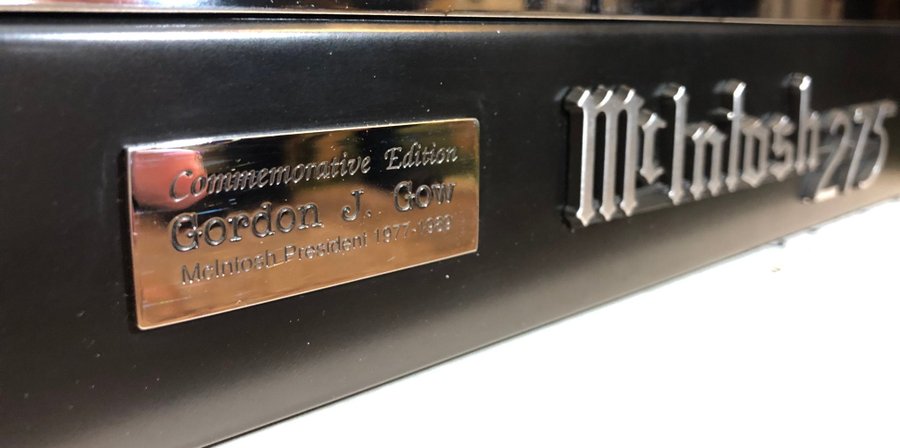 Commemorative Edition
Gordon J. Gow
McIntosh President 1977-1989
McIntosh 275